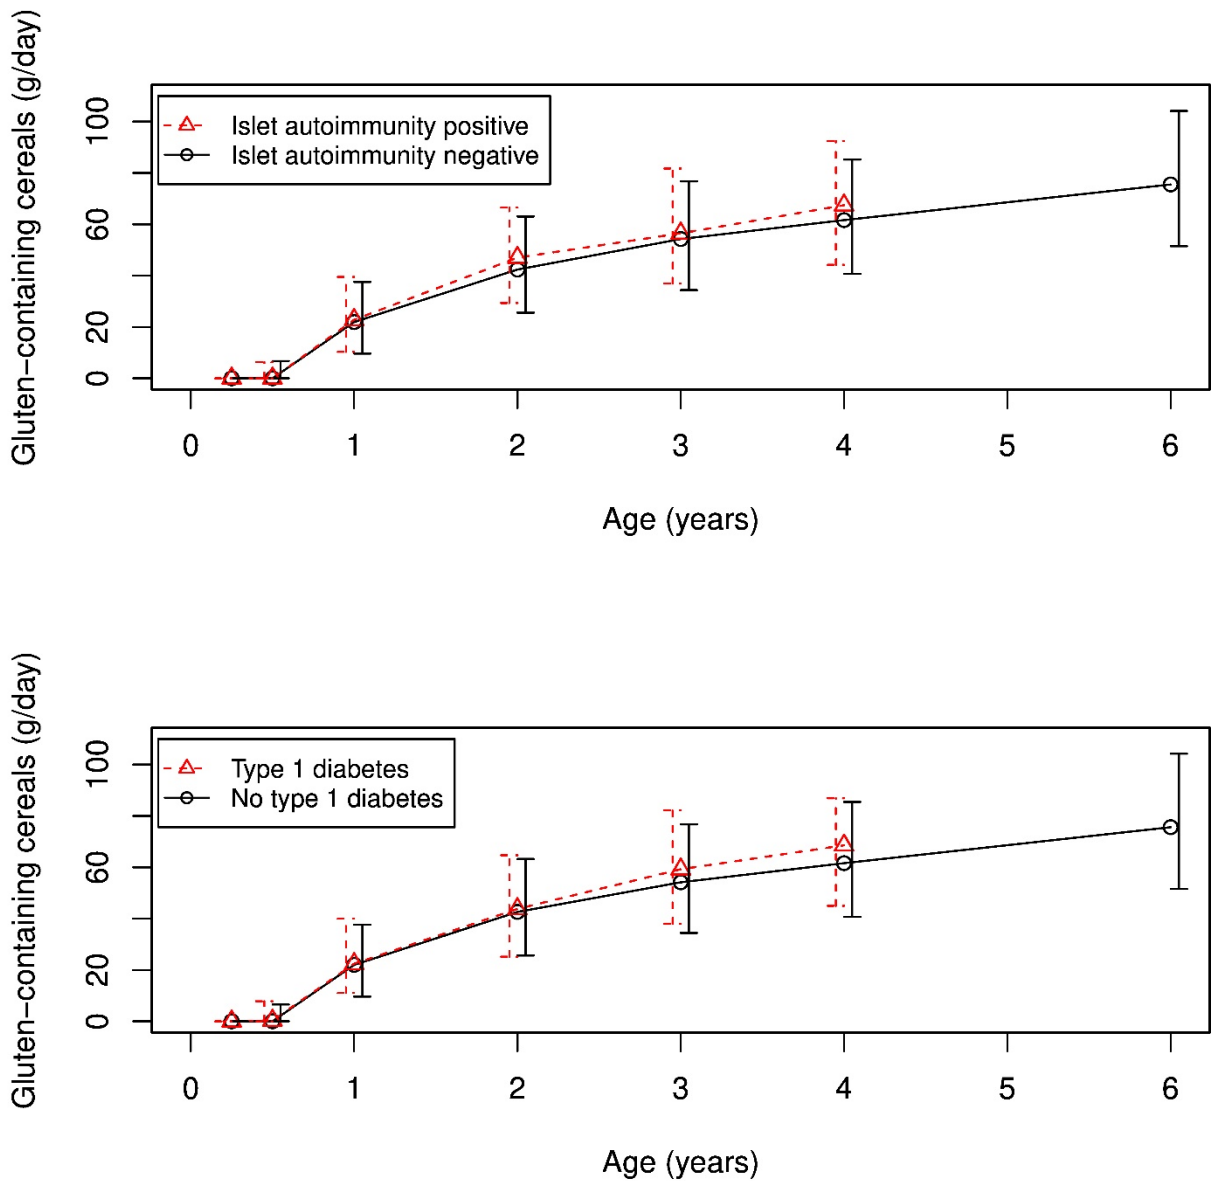 Gluten−containing cereals (g/day)
100
60
20
0
Islet autoimmunity positive
Islet autoimmunity negative
0 1 2 3 4 5 6
Age (years)
Gluten−containing cereals (g/day)
100
60
20
0
Type 1 diabetes
No type 1 diabetes
0 1 2 3 4 5 6
Age (years)